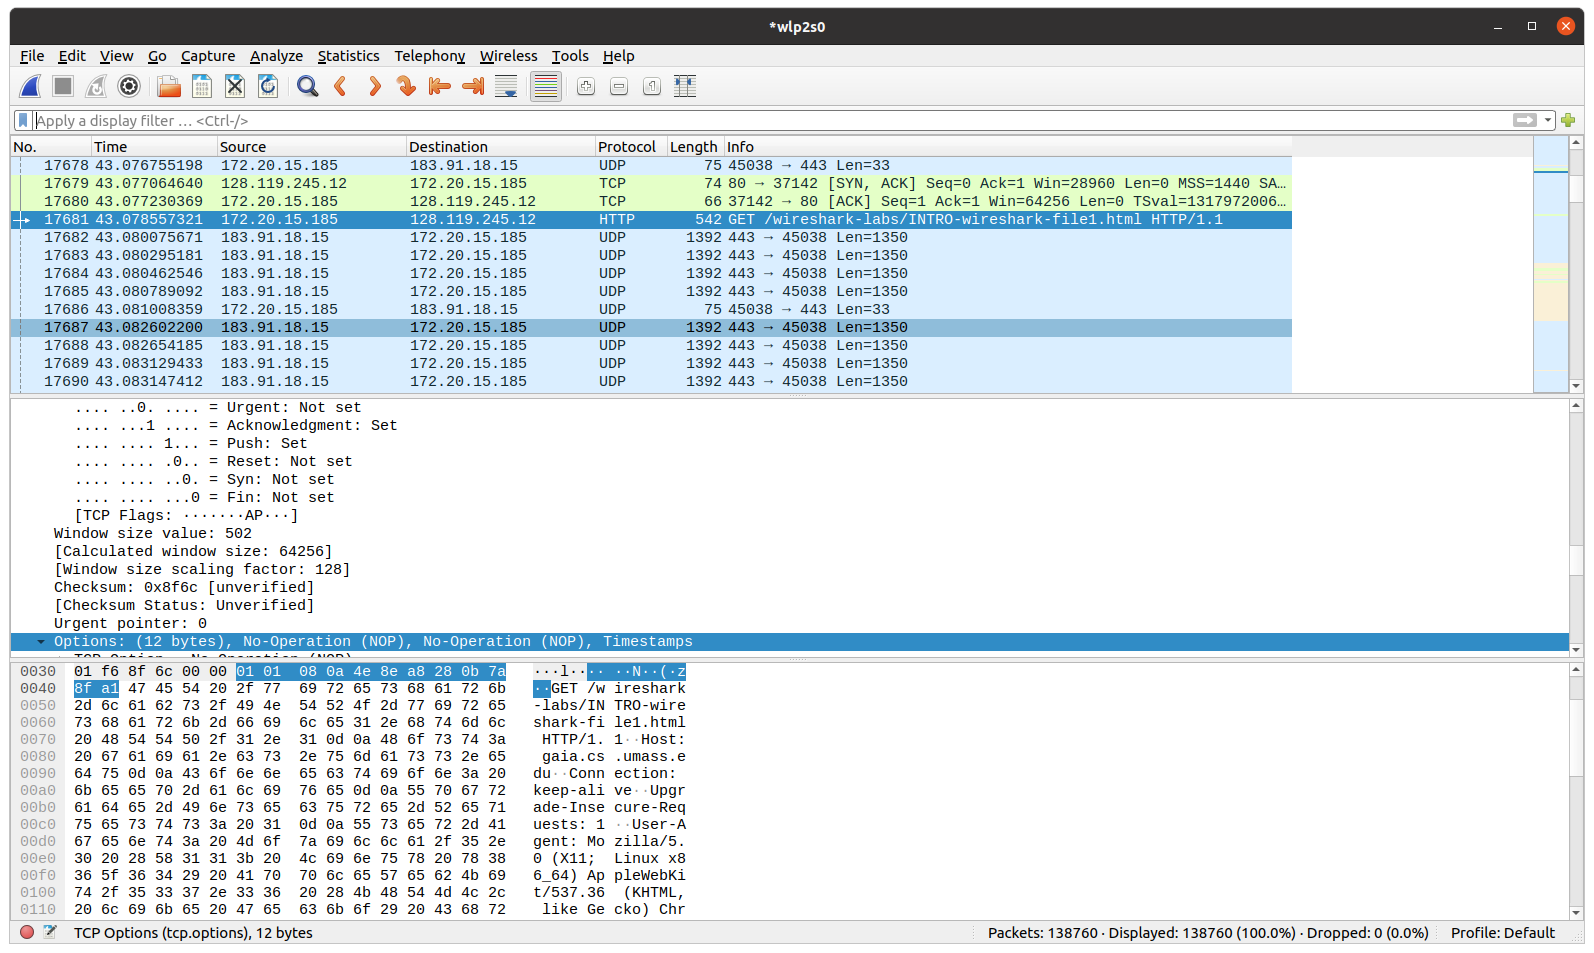 *wlp2s0
File Edit View Go Capture Analyze Statistics Telephony Wireless Tools Help
Apply a display filter … <Ctrl-/>
No. Time Source Destination Protocol Length Info
17678 43.076755198 172.20.15.185 183.91.18.15 UDP 75 45038 → 443 Len=33
17679 43.077064640 128.119.245.12 172.20.15.185 TCP 74 80 → 37142 [SYN, ACK] Seq=0 Ack=1 Win=28960 Len=0 MSS=1440 SA…
17680 43.077230369 172.20.15.185 128.119.245.12 TCP 66 37142 → 80 [ACK] Seq=1 Ack=1 Win=64256 Len=0 TSval=1317972006…
17681 43.078557321 172.20.15.185 128.119.245.12 HTTP 542 GET /wireshark-labs/INTRO-wireshark-file1.html HTTP/1.1
17682 43.080075671 183.91.18.15 172.20.15.185 UDP 1392 443 → 45038 Len=1350
17683 43.080295181 183.91.18.15 172.20.15.185 UDP 1392 443 → 45038 Len=1350
17684 43.080462546 183.91.18.15 172.20.15.185 UDP 1392 443 → 45038 Len=1350
17685 43.080789092 183.91.18.15 172.20.15.185 UDP 1392 443 → 45038 Len=1350
17686 43.081008359 172.20.15.185 183.91.18.15 UDP 75 45038 → 443 Len=33
17687 43.082602200 183.91.18.15 172.20.15.185 UDP 1392 443 → 45038 Len=1350
17688 43.082654185 183.91.18.15 172.20.15.185 UDP 1392 443 → 45038 Len=1350
17689 43.083129433 183.91.18.15 172.20.15.185 UDP 1392 443 → 45038 Len=1350
17690 43.083147412 183.91.18.15 172.20.15.185 UDP 1392 443 → 45038 Len=1350
.... ..0. .... = Urgent: Not set
.... ...1 .... = Acknowledgment: Set
.... .... 1... = Push: Set
.... .... .0.. = Reset: Not set
.... .... ..0. = Syn: Not set
.... .... ...0 = Fin: Not set
[TCP Flags: ·······AP···]
Window size value: 502
[Calculated window size: 64256]
[Window size scaling factor: 128]
Checksum: 0x8f6c [unverified]
[Checksum Status: Unverified]
Urgent pointer: 0
Options: (12 bytes), No-Operation (NOP), No-Operation (NOP), Timestamps
TCP Option - No-Operation (NOP)
0030 01 f6 8f 6c 00 00 01 01 08 0a 4e 8e a8 28 0b 7a ···l···· ··N··(·z
0040 8f a1 47 45 54 20 2f 77 69 72 65 73 68 61 72 6b ··GET /w ireshark
0050 2d 6c 61 62 73 2f 49 4e 54 52 4f 2d 77 69 72 65 -labs/IN TRO-wire
0060 73 68 61 72 6b 2d 66 69 6c 65 31 2e 68 74 6d 6c shark-fi le1.html
0070 20 48 54 54 50 2f 31 2e 31 0d 0a 48 6f 73 74 3a HTTP/1. 1··Host:
0080 20 67 61 69 61 2e 63 73 2e 75 6d 61 73 73 2e 65 gaia.cs .umass.e
0090 64 75 0d 0a 43 6f 6e 6e 65 63 74 69 6f 6e 3a 20 du··Conn ection:
00a0 6b 65 65 70 2d 61 6c 69 76 65 0d 0a 55 70 67 72 keep-ali ve··Upgr
00b0 61 64 65 2d 49 6e 73 65 63 75 72 65 2d 52 65 71 ade-Inse cure-Req
00c0 75 65 73 74 73 3a 20 31 0d 0a 55 73 65 72 2d 41 uests: 1 ··User-A
00d0 67 65 6e 74 3a 20 4d 6f 7a 69 6c 6c 61 2f 35 2e gent: Mo zilla/5.
00e0 30 20 28 58 31 31 3b 20 4c 69 6e 75 78 20 78 38 0 (X11; Linux x8
00f0 36 5f 36 34 29 20 41 70 70 6c 65 57 65 62 4b 69 6_64) Ap pleWebKi
0100 74 2f 35 33 37 2e 33 36 20 28 4b 48 54 4d 4c 2c t/537.36 (KHTML,
0110 20 6c 69 6b 65 20 47 65 63 6b 6f 29 20 43 68 72 like Ge cko) Chr
TCP Options (tcp.options), 12 bytes Packets: 138760 · Displayed: 138760 (100.0%) · Dropped: 0 (0.0%) Profile: Default